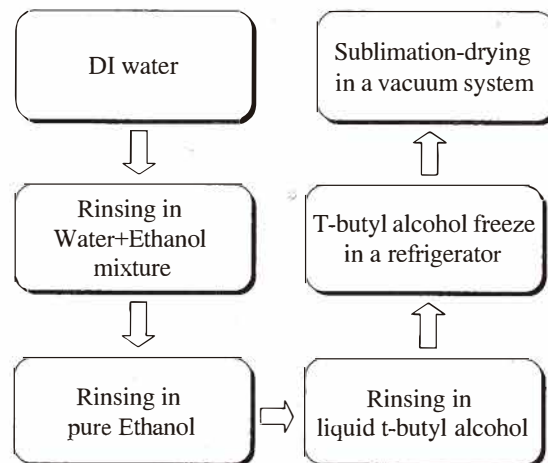 DI water
Rinsing in
Water+Ethanol
mixture
Rinsing in
pure Ethanol
Rinsing in
liquid t-butyl alcohol
T-butyl alcohol freeze
in a refrigerator
Sublimation-drying
in a vacuum system